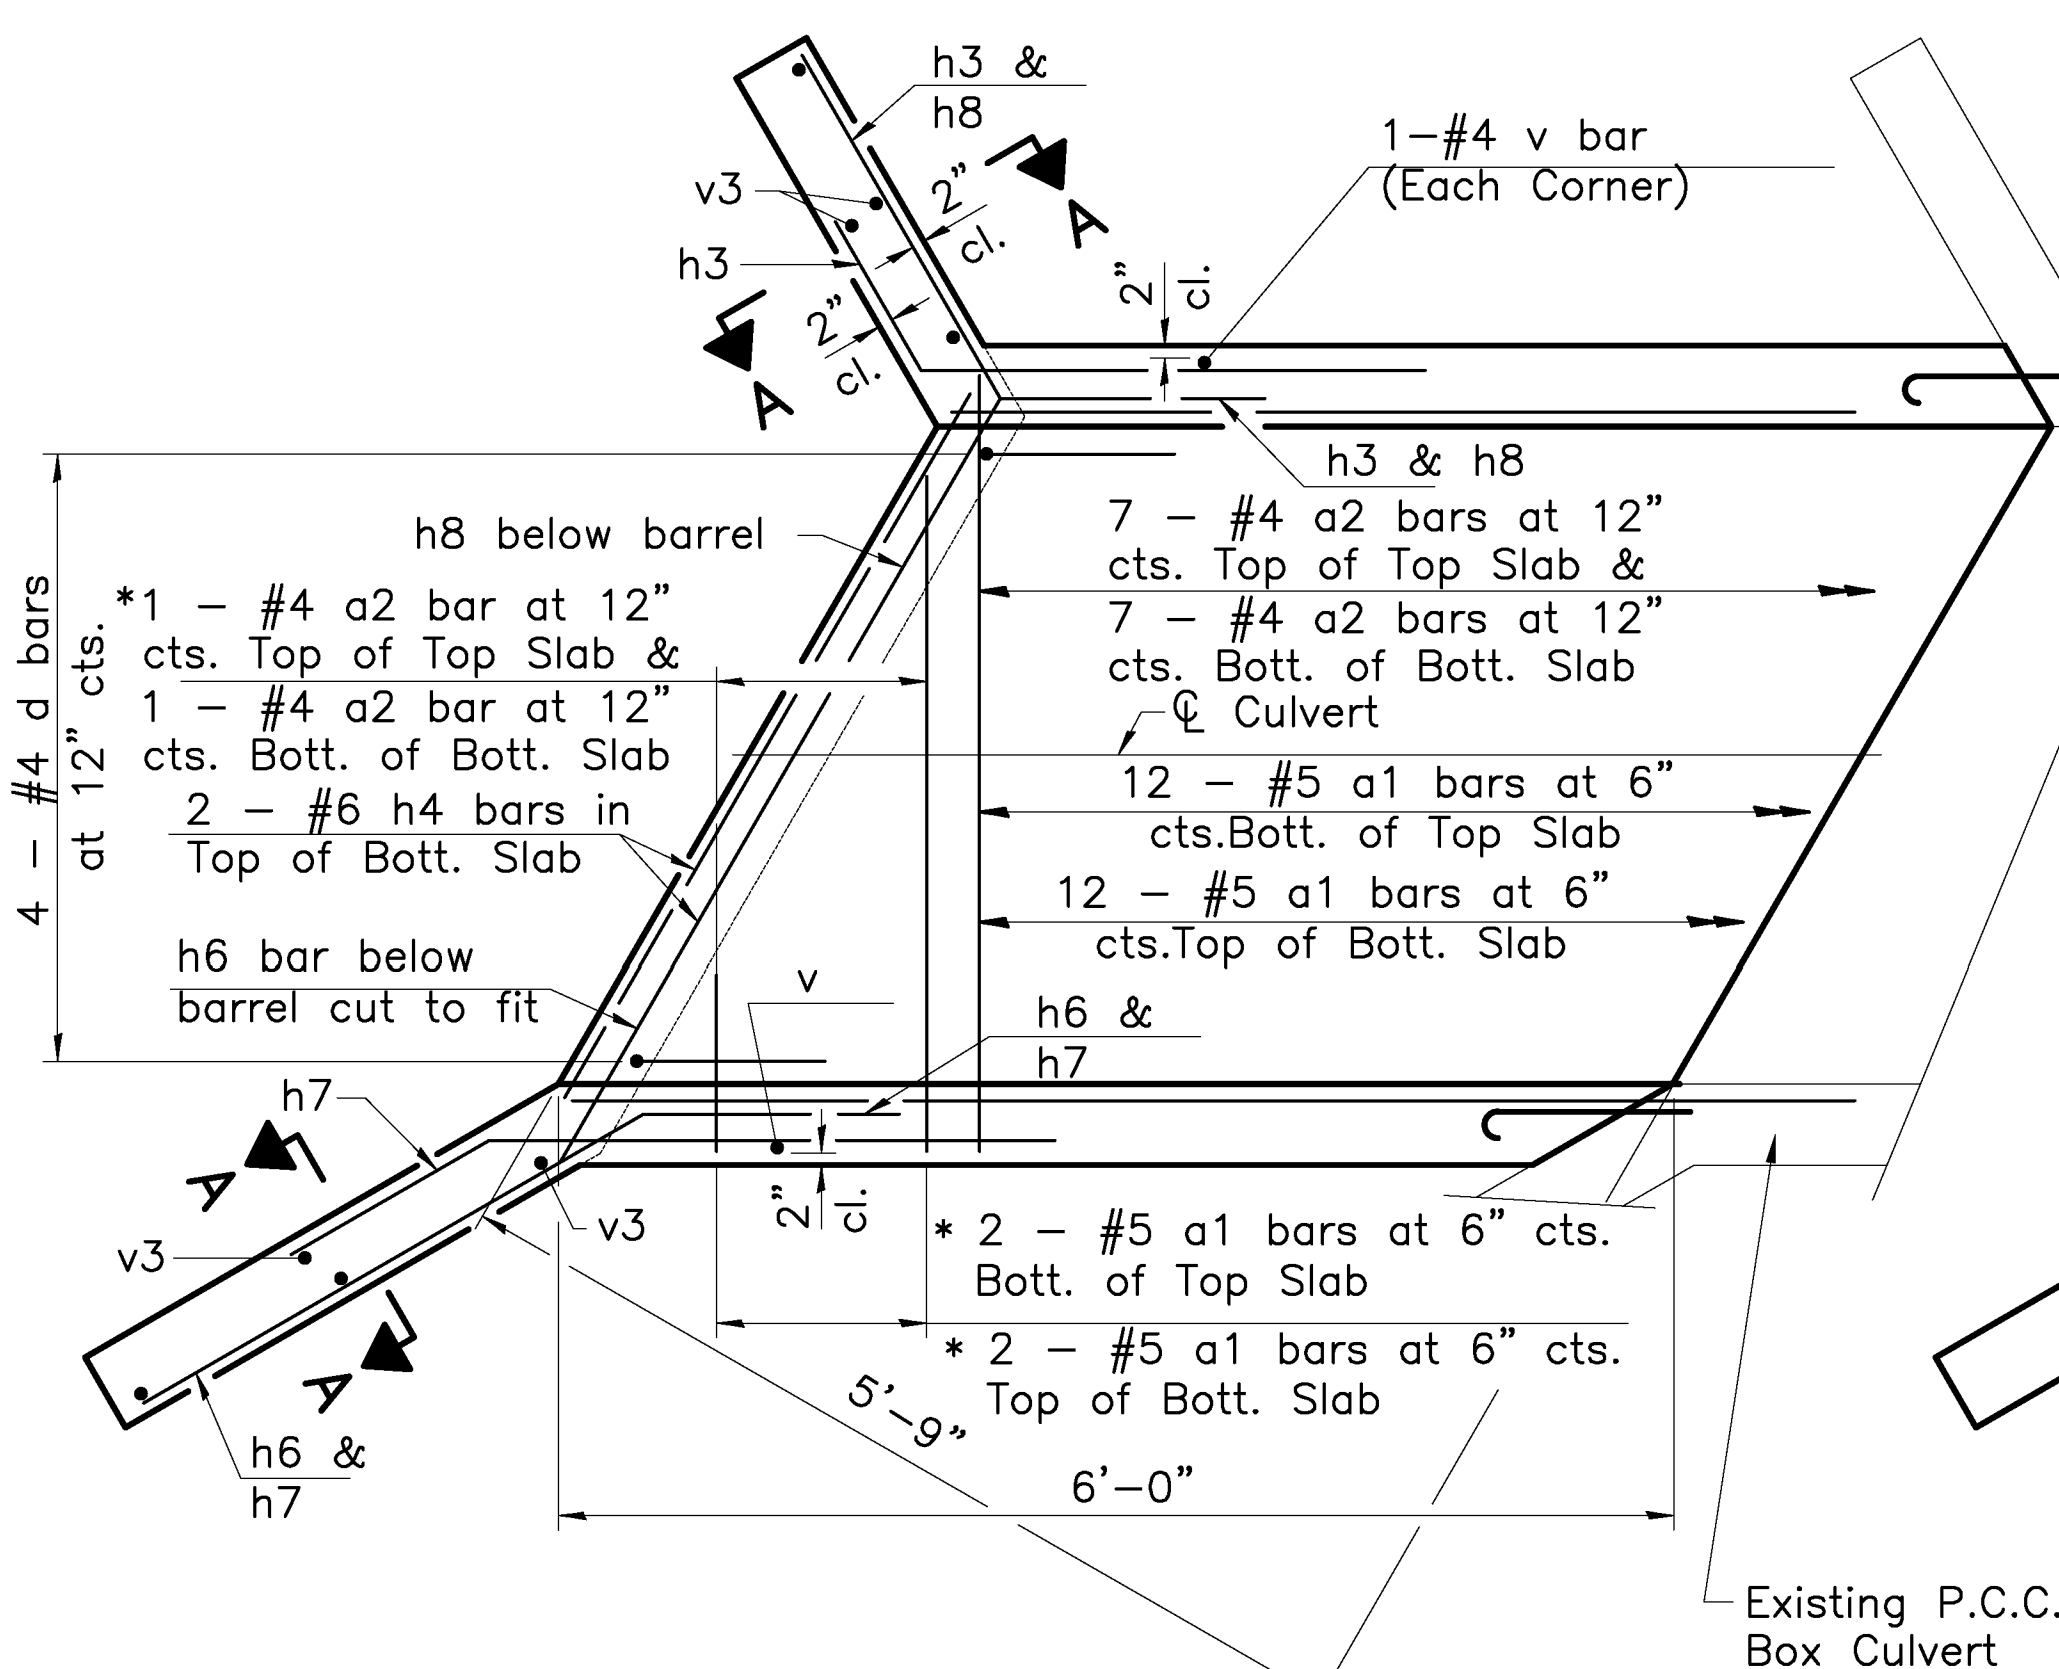 h3 &
h8
1-#4 v bar
(Each Corner)
v3
2"
cl.
A
h3
2"
cl.
2"
cl.
A
h3 & h8
7 - #4 a2 bars at 12"
cts. Top of Top Slab &
7 - #4 a2 bars at 12"
cts. Bott. of Bott. Slab
h8 below barrel
4 - #4 d bars
at 12" cts.
*1 - #4 a2 bar at 12"
cts. Top of Top Slab &
1 - #4 a2 bar at 12"
cts. Bott. of Bott. Slab
℄ Culvert
2 - #6 h4 bars in
Top of Bott. Slab
12 - #5 a1 bars at 6"
cts.Bott. of Top Slab
12 - #5 a1 bars at 6"
cts.Top of Bott. Slab
h6 bar below
barrel cut to fit
v
h6 &
h7
h7
A
v3
v3
2"
cl.
* 2 - #5 a1 bars at 6" cts.
Bott. of Top Slab
* 2 - #5 a1 bars at 6" cts.
Top of Bott. Slab
A
5'-9"
h6 &
h7
6'-0"
Existing P.C.C.
Box Culvert